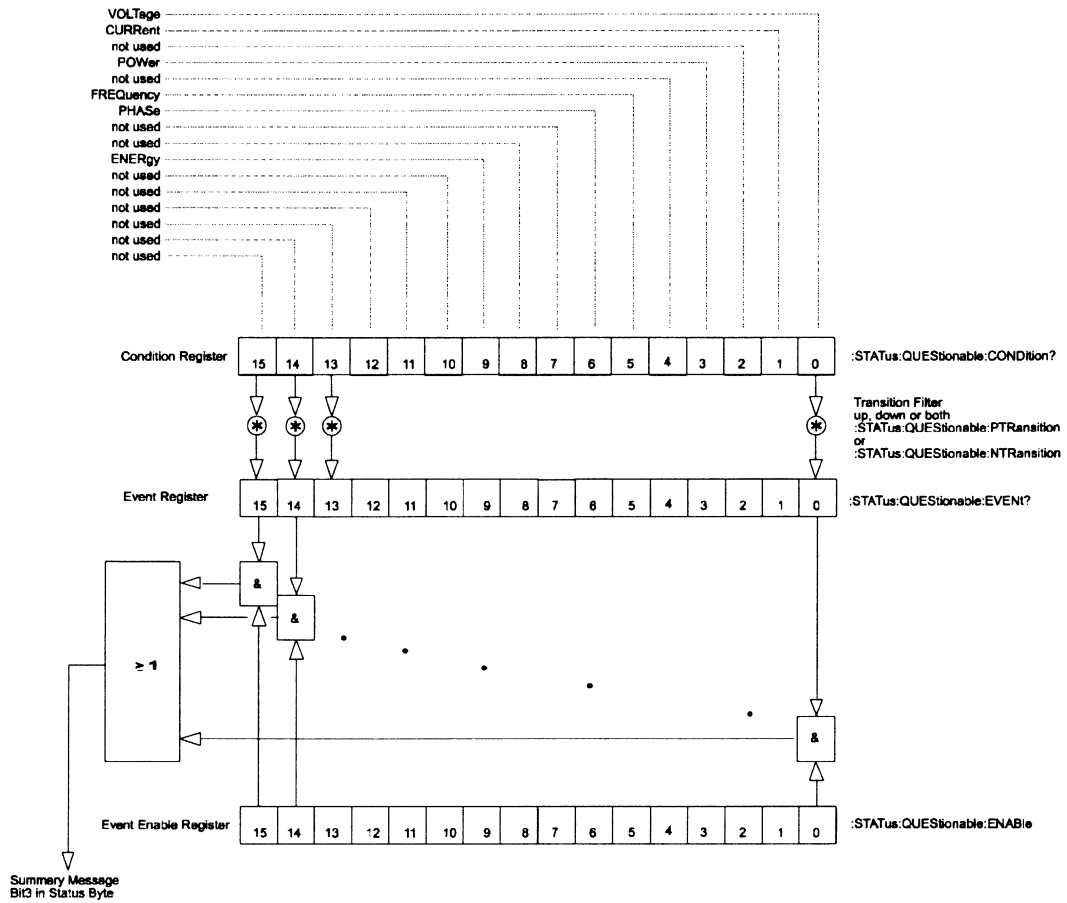 VOLTage
CURRent
not used
POWer
not used
FREQuency
PHASe
not used
not used
ENERgy
not used
not used
not used
not used
not used
not used
Condition Register 15 14 13 12 11 10 9 8 7 6 5 4 3 2 1 0 :STATus:QUEStionable:CONDition?
Transition Filter
up, down or both
:STATus:QUEStionable:PTRansition
or
:STATus:QUEStionable:NTRansition
* * * *
Event Register 15 14 13 12 11 10 9 8 7 6 5 4 3 2 1 0 :STATus:QUEStionable:EVENt?
&
&
≥ 1
&
Event Enable Register 15 14 13 12 11 10 9 8 7 6 5 4 3 2 1 0 :STATus:QUEStionable:ENABle
Summary Message
Bit3 in Status Byte